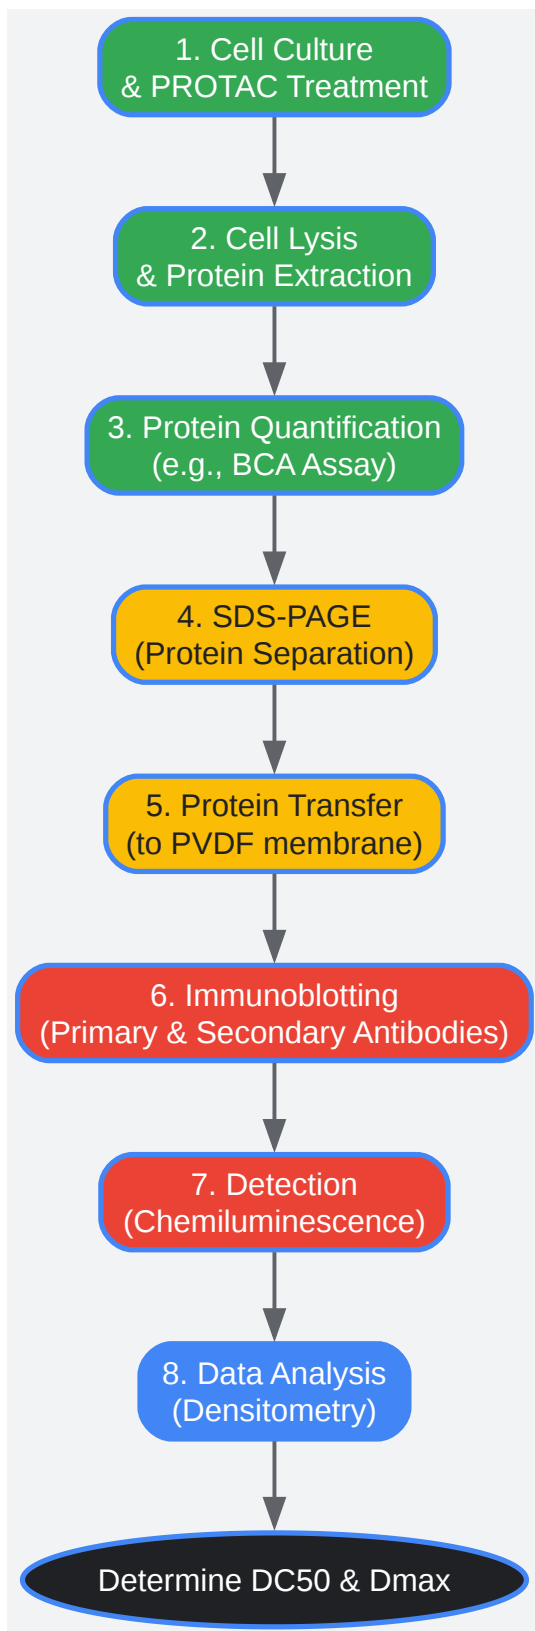 1. Cell Culture
& PROTAC Treatment
2. Cell Lysis
& Protein Extraction
3. Protein Quantification
(e.g., BCA Assay)
4. SDS-PAGE
(Protein Separation)
5. Protein Transfer
(to PVDF membrane)
6. Immunoblotting
(Primary & Secondary Antibodies)
7. Detection
(Chemiluminescence)
8. Data Analysis
(Densitometry)
Determine DC50 & Dmax